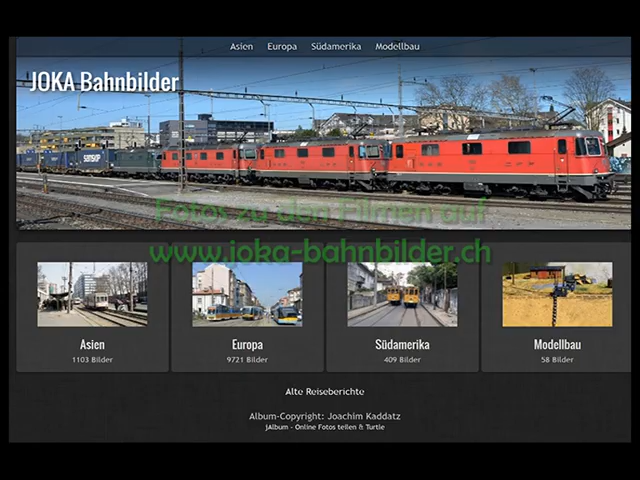 Asien Europa Südamerika Modellbau
JOKA Bahnbilder
Fotos zu den Filmen auf
www.joka-bahnbilder.ch
Asien
1103 Bilder
Europa
9721 Bilder
Südamerika
409 Bilder
Modellbau
58 Bilder
Alte Reiseberichte
Album-Copyright: Joachim Kaddatz
jAlbum - Online Fotos teilen & Turtle